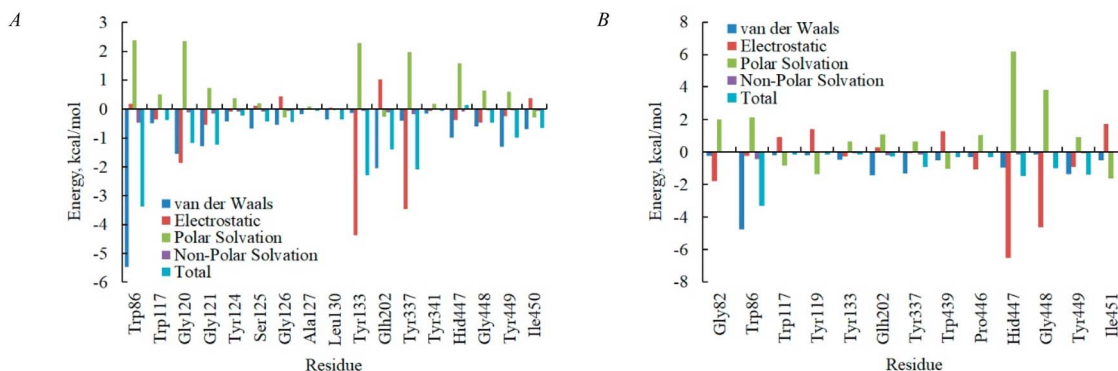 A
Energy, kcal/mol
3
2
1
0
-1
-2
-3
-4
-5
-6
van der Waals
Electrostatic
Polar Solvation
Non-Polar Solvation
Total
Trp86
Trp117
Gly120
Gly121
Tyr124
Ser125
Gly126
Ala127
Leu130
Tyr133
Glh202
Tyr337
Tyr341
Hid447
Gly448
Tyr449
Ile450
Residue
B
Energy, kcal/mol
8
6
4
2
0
-2
-4
-6
-8
van der Waals
Electrostatic
Polar Solvation
Non-Polar Solvation
Total
Gly82
Trp86
Trp117
Tyr119
Tyr133
Glh202
Tyr337
Trp439
Pro446
Hid447
Gly448
Tyr449
Ile451
Residue